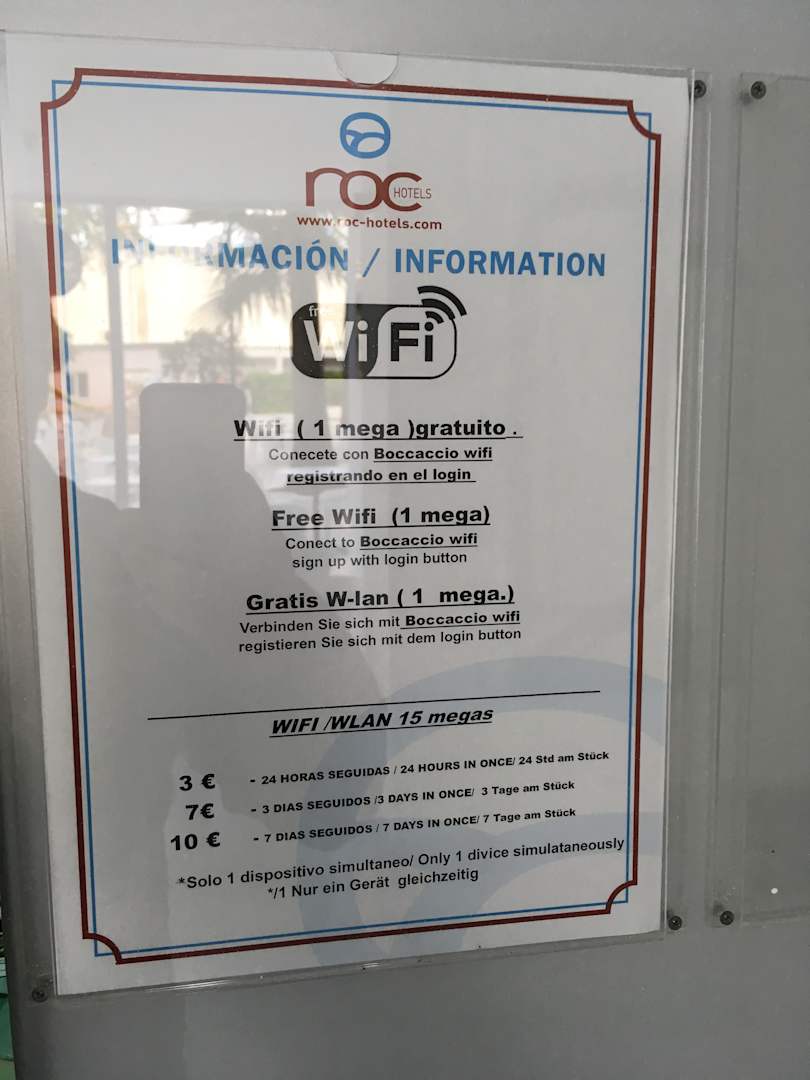 roc HOTELS
www.roc-hotels.com
INFORMACIÓN / INFORMATION
free
WiFi
Wifi ( 1 mega )gratuito .
Conecete con Boccaccio wifi
registrando en el login
Free Wifi (1 mega)
Conect to Boccaccio wifi
sign up with login button
Gratis W-lan ( 1 mega.)
Verbinden Sie sich mit Boccaccio wifi
registieren Sie sich mit dem login button
WIFI /WLAN 15 megas
3 € - 24 HORAS SEGUIDAS / 24 HOURS IN ONCE/ 24 Std am Stück
7€ - 3 DIAS SEGUIDOS /3 DAYS IN ONCE/ 3 Tage am Stück
10 € - 7 DIAS SEGUIDOS / 7 DAYS IN ONCE/ 7 Tage am Stück
*Solo 1 dispositivo simultaneo/ Only 1 divice simulataneously
*/1 Nur ein Gerät gleichzeitig